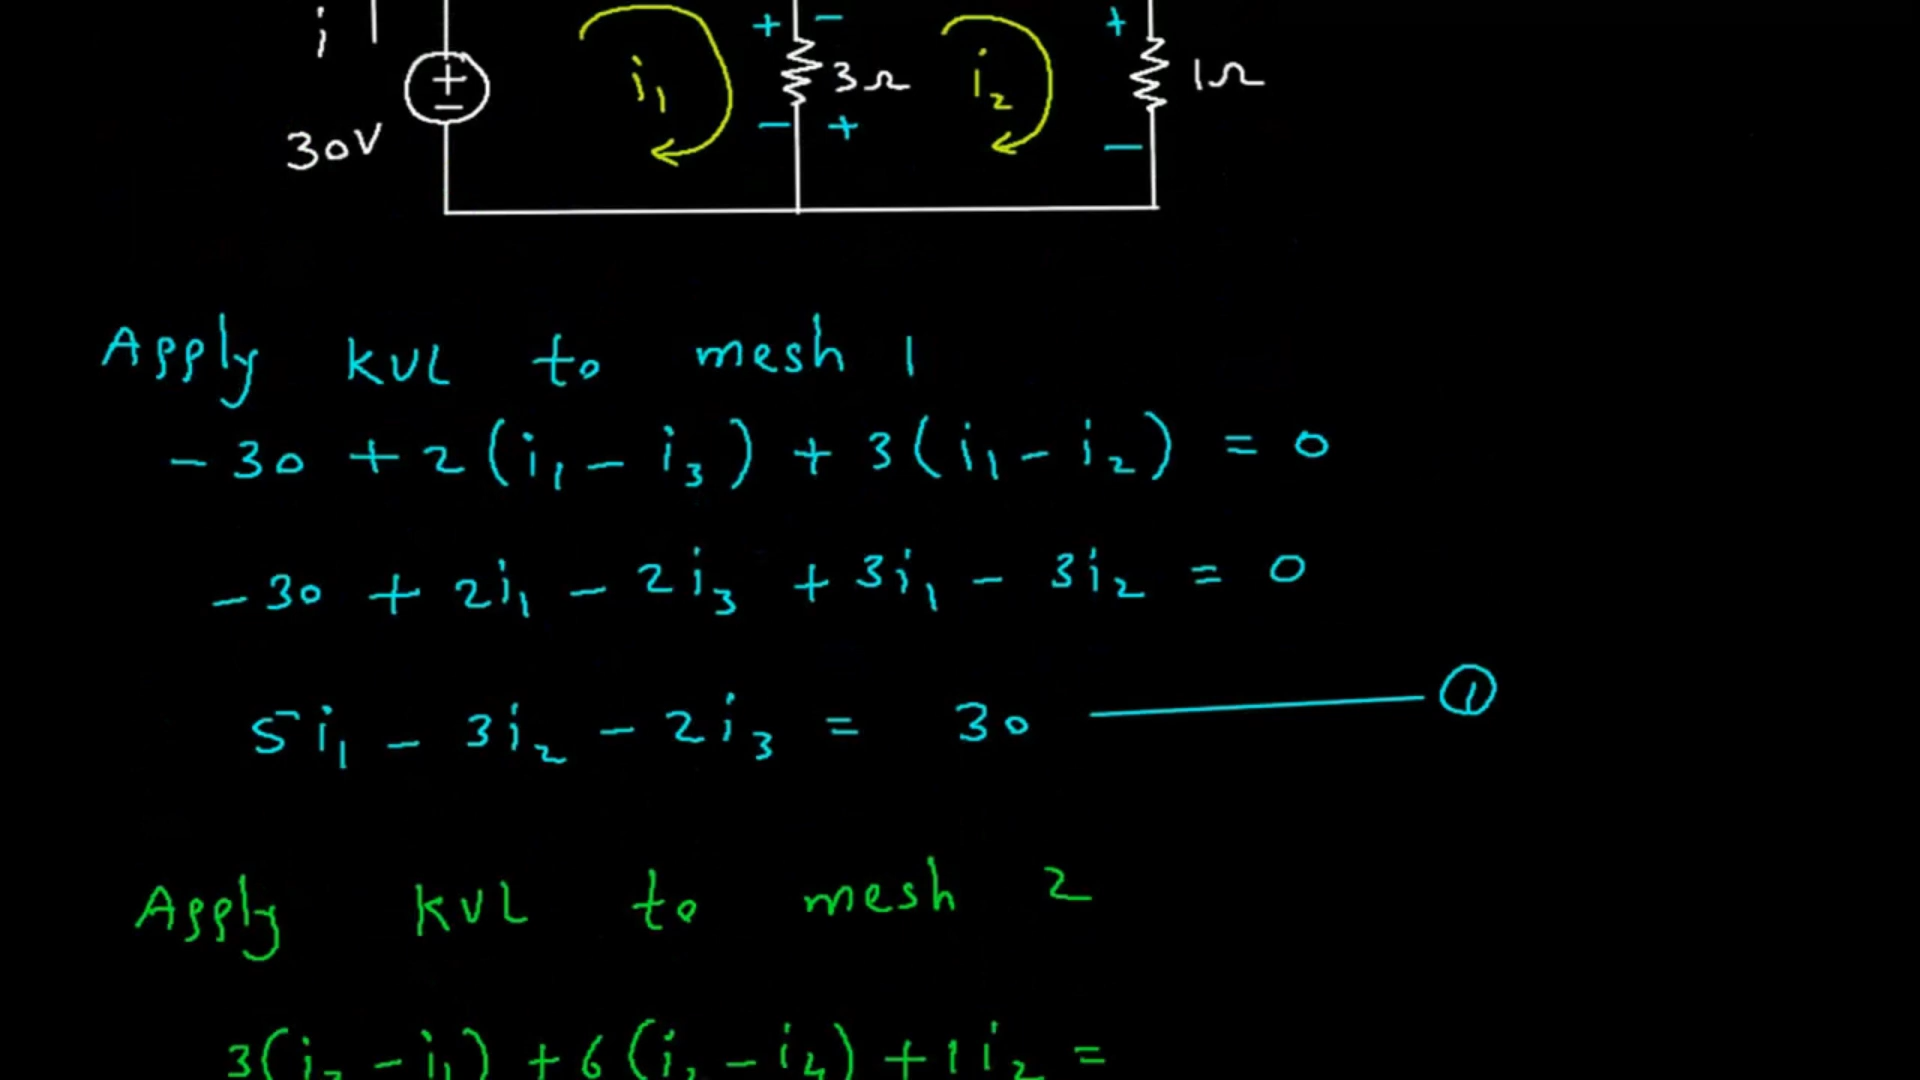 i
+ - +
i₁ 3Ω i₂ 1Ω
+
-
30V - + -
Apply KVL to mesh 1
-30 + 2(i₁ - i₃) + 3(i₁ - i₂) = 0
-30 + 2i₁ - 2i₃ + 3i₁ - 3i₂ = 0
5i₁ - 3i₂ - 2i₃ = 30 ①
Apply KVL to mesh 2
3(i₂ - i₁) + 6(i₂ - i₄) + 1i₂ =